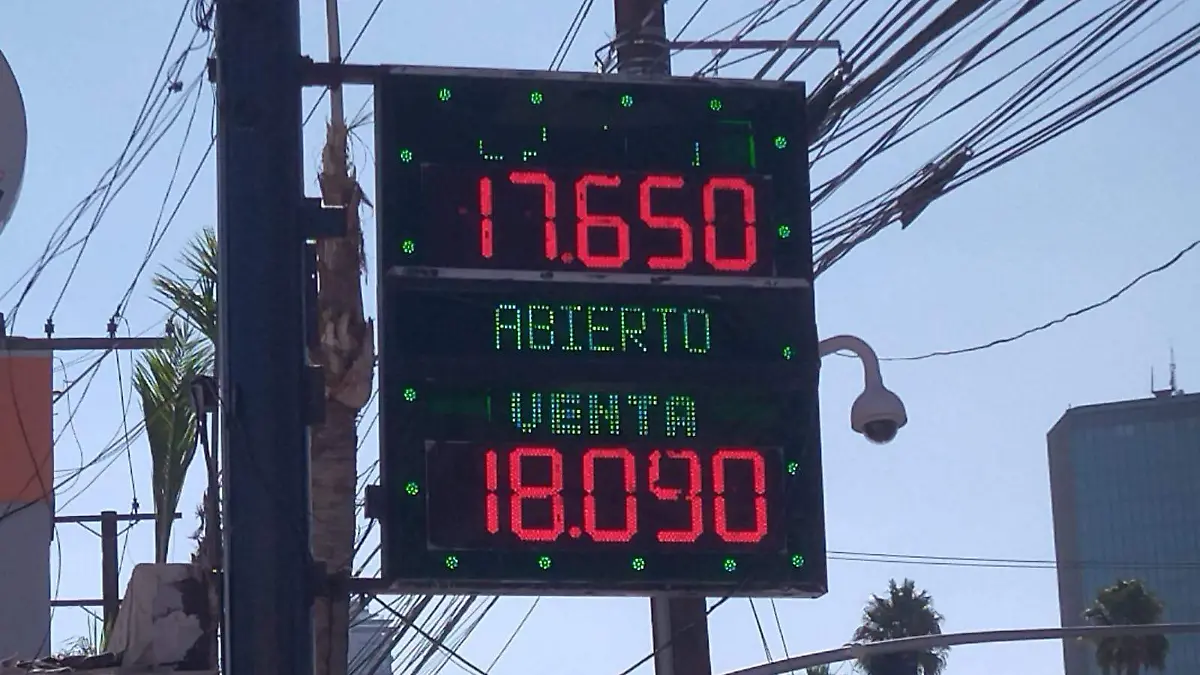 17.650
ABIERTO
VENTA
18.090